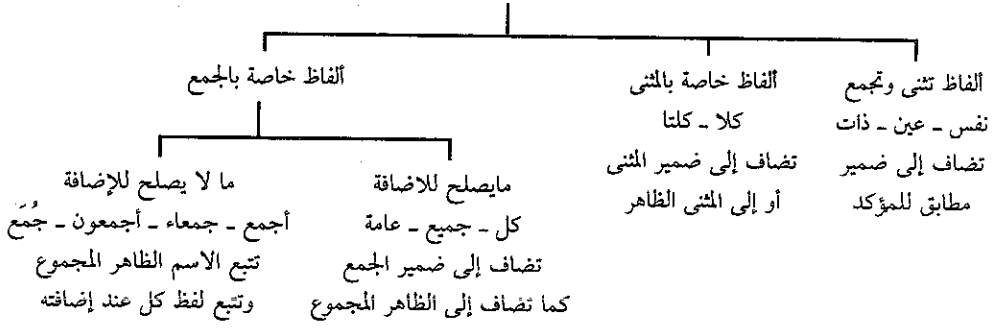 ألفاظ تثنى وتجمع
نفس - عين - ذات
تضاف إلى ضمير
مطابق للمؤكد
ألفاظ خاصة بالمثنى
كلا - كلتا
تضاف إلى ضمير المثنى
أو إلى المثنى الظاهر
ألفاظ خاصة بالجمع
مايصلح للاضافة
كل - جميع - عامة
تضاف إلى ضمير الجمع
كما تضاف إلى الظاهر المجموع
ما لا يصلح للإضافة
أجمع - جمعاء - أجمعون - جُمَع
تتبع الاسم الظاهر المجموع
وتتبع لفظ كل عند إضافته